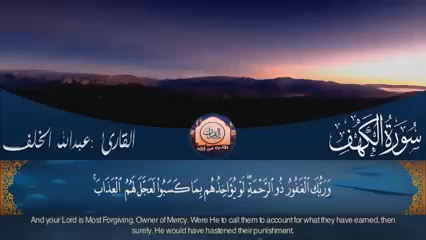 سورة الكهف
القارئ : عبدالله الخلف
وَرَبُّكَ الْغَفُورُ ذُو الرَّحْمَةِ ۖ لَوْ يُؤَاخِذُهُم بِمَا كَسَبُوا لَعَجَّلَ لَهُمُ الْعَذَابَ ۚ
And your Lord is Most Forgiving, Owner of Mercy. Were He to call them to account for what they have earned, then
surely. He would have hastened their punishment.